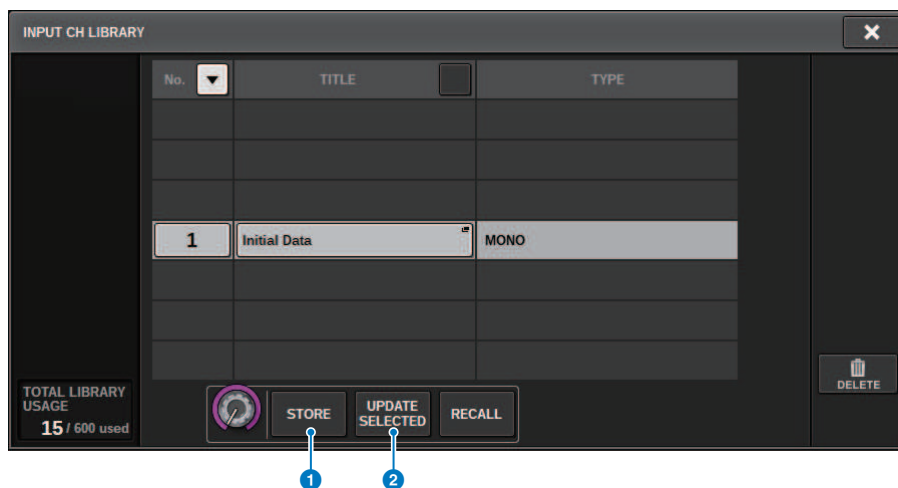 INPUT CH LIBRARY
No. TITLE TYPE
1 Initial Data MONO
TOTAL LIBRARY
USAGE
15 / 600 used
STORE
UPDATE
SELECTED
RECALL
DELETE
1 2